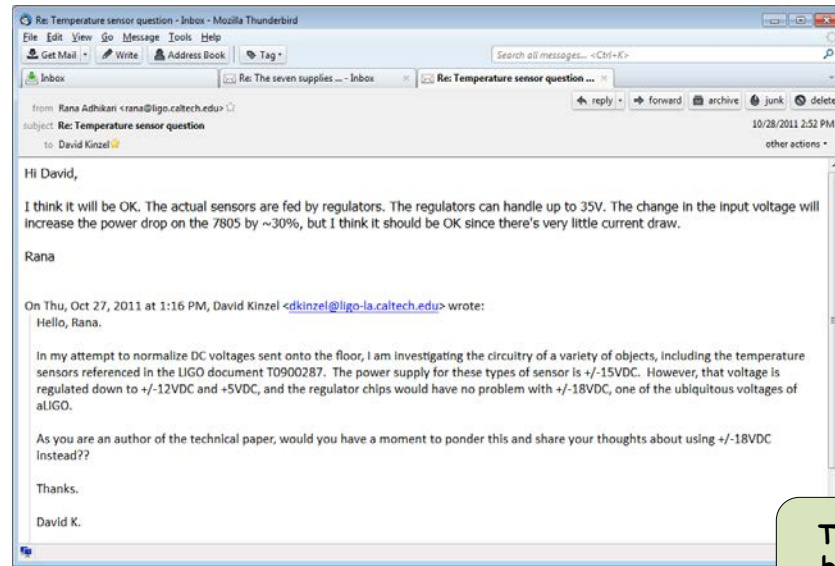 Re: Temperature sensor question - Inbox - Mozilla Thunderbird
File Edit View Go Message Tools Help
Get Mail Write Address Book Tag Search all messages... <Ctrl+K>
Inbox Re: The seven supplies ... - Inbox Re: Temperature sensor question ...
from Rana Adhikari <rana@ligo.caltech.edu> reply forward archive junk delete
subject Re: Temperature sensor question 10/28/2011 2:52 PM
to David Kinzel other actions
Hi David,
I think it will be OK. The actual sensors are fed by regulators. The regulators can handle up to 35V. The change in the input voltage will
increase the power drop on the 7805 by ~30%, but I think it should be OK since there's very little current draw.
Rana
On Thu, Oct 27, 2011 at 1:16 PM, David Kinzel <dkinzel@ligo-la.caltech.edu> wrote:
Hello, Rana.
In my attempt to normalize DC voltages sent onto the floor, I am investigating the circuitry of a variety of objects, including the temperature
sensors referenced in the LIGO document T0900287.  The power supply for these types of sensor is +/-15VDC.  However, that voltage is
regulated down to +/-12VDC and +5VDC, and the regulator chips would have no problem with +/-18VDC, one of the ubiquitous voltages of
aLIGO.
As you are an author of the technical paper, would you have a moment to ponder this and share your thoughts about using +/-18VDC
instead??
Thanks.
David K.